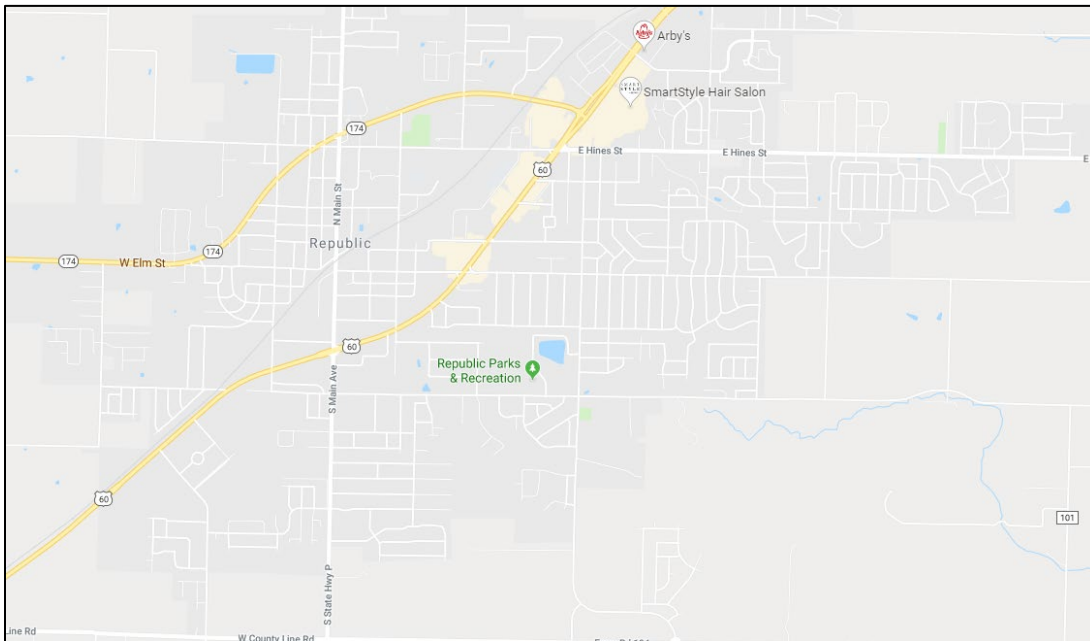 Arby's
Arby's
SmartStyle Hair Salon
174
E Hines St
E Hines St
E
60
N Main St
Republic
174
174
W Elm St
60
Republic Parks
& Recreation
S Main Ave
60
101
S State Hwy P
Line Rd
W County Line Rd